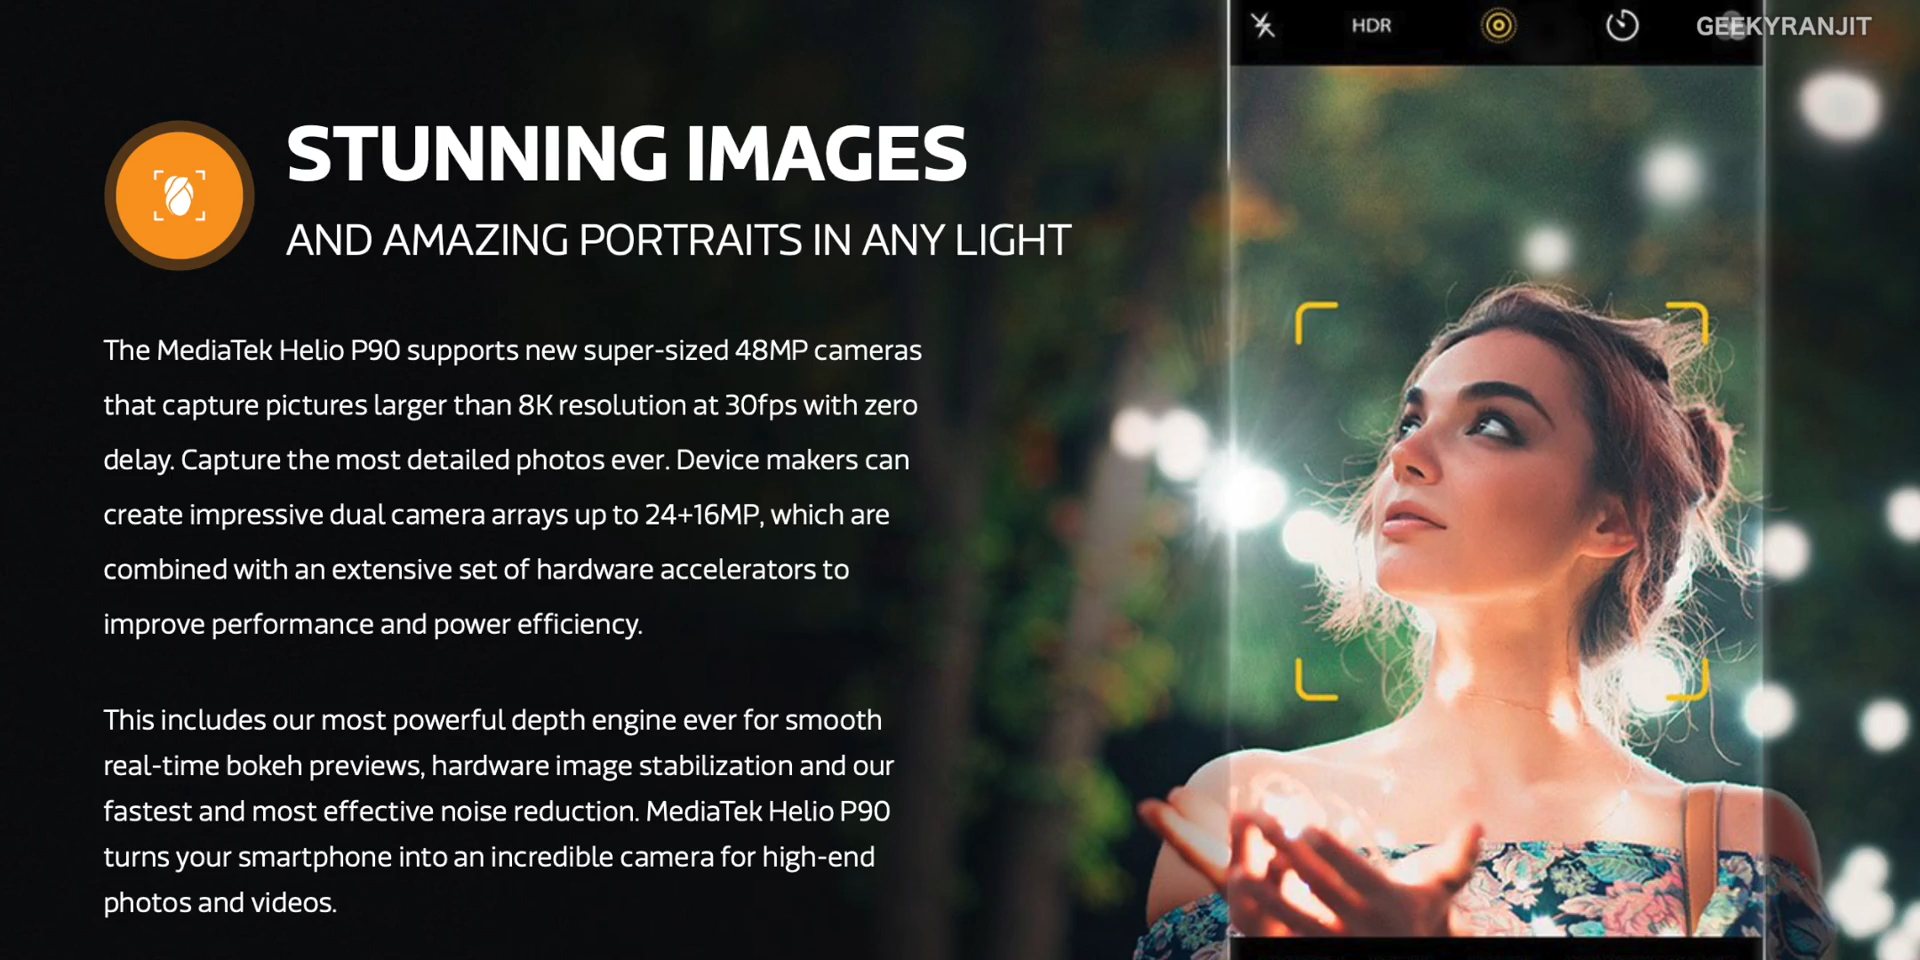 HDR
GEEKYRANJIT
STUNNING IMAGES
AND AMAZING PORTRAITS IN ANY LIGHT
The MediaTek Helio P90 supports new super-sized 48MP cameras
that capture pictures larger than 8K resolution at 30fps with zero
delay. Capture the most detailed photos ever. Device makers can
create impressive dual camera arrays up to 24+16MP, which are
combined with an extensive set of hardware accelerators to
improve performance and power efficiency.
This includes our most powerful depth engine ever for smooth
real-time bokeh previews, hardware image stabilization and our
fastest and most effective noise reduction. MediaTek Helio P90
turns your smartphone into an incredible camera for high-end
photos and videos.